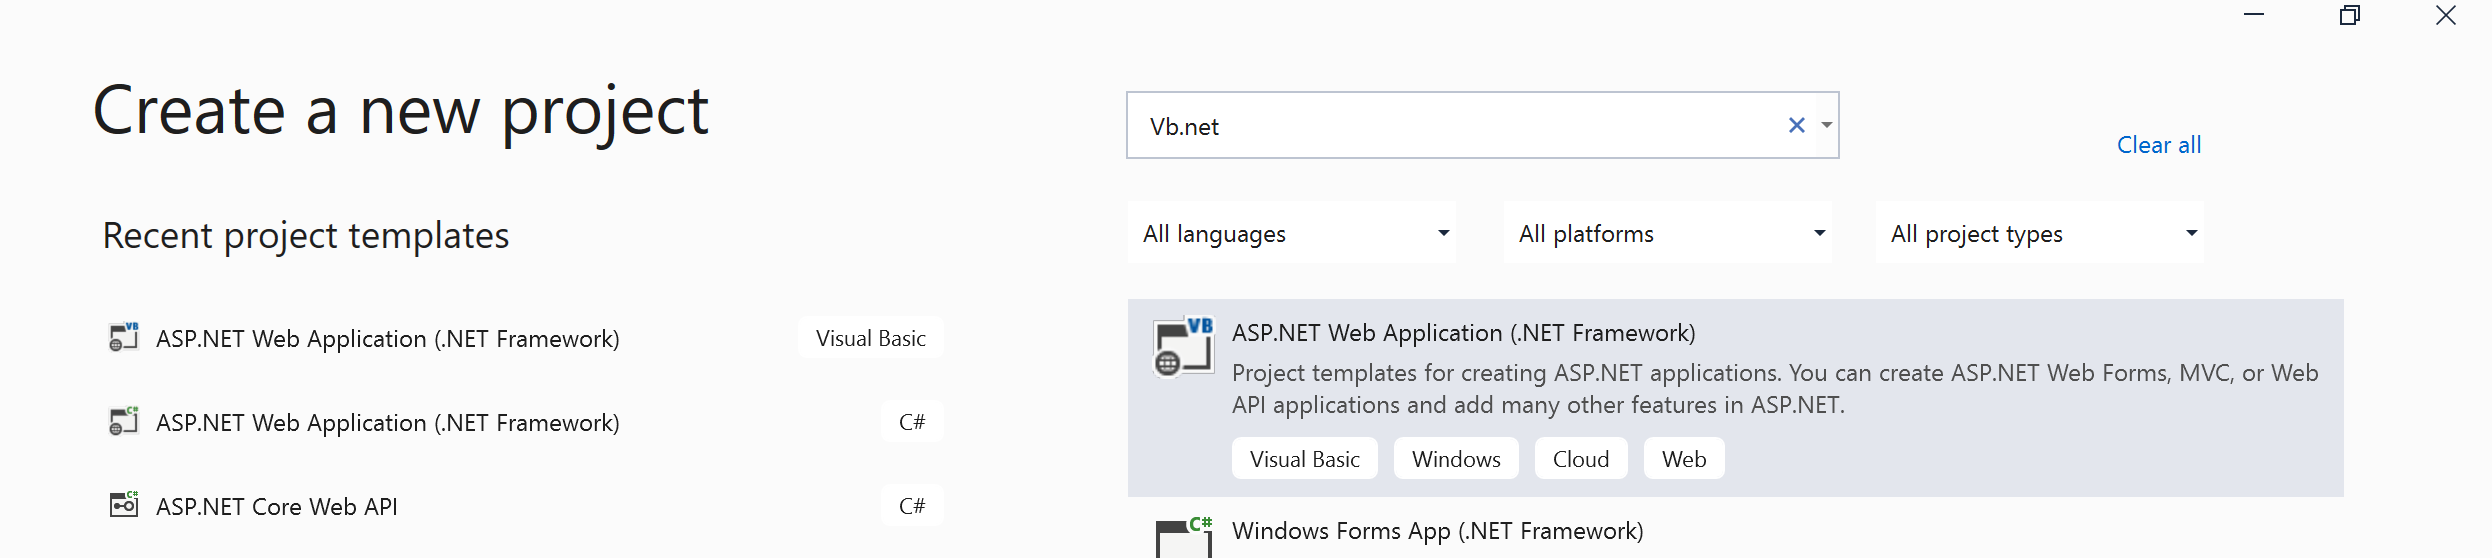 Create a new project
Recent project templates
VB
ASP.NET Web Application (.NET Framework)
Visual Basic
C#
ASP.NET Web Application (.NET Framework)
C#
C#
ASP.NET Core Web API
C#
Vb.net
Clear all
All languages
All platforms
All project types
VB
ASP.NET Web Application (.NET Framework)
Project templates for creating ASP.NET applications. You can create ASP.NET Web Forms, MVC, or Web
API applications and add many other features in ASP.NET.
Visual Basic
Windows
Cloud
Web
C#
Windows Forms App (.NET Framework)